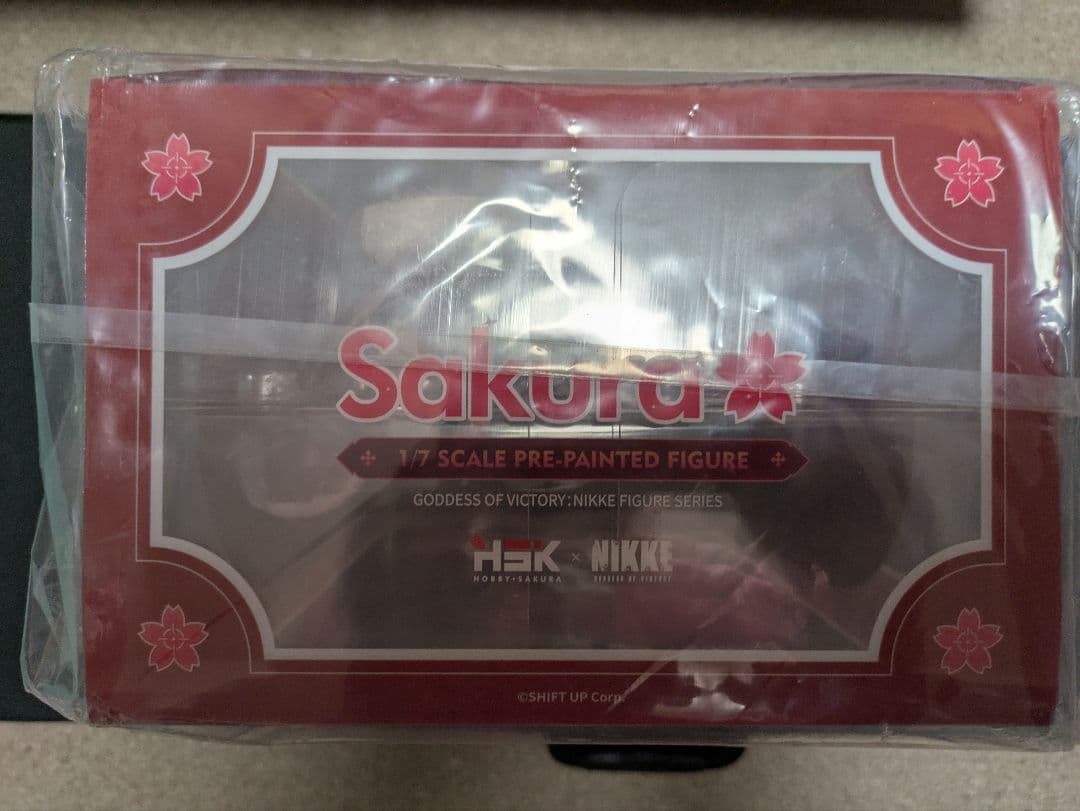 Sakura
1/7 SCALE PRE-PAINTED FIGURE
GODDESS OF VICTORY:NIKKE FIGURE SERIES
HSK × NIKKE
HOBBY+SAKURA GODDESS OF VICTORY
©SHIFT UP Corp.